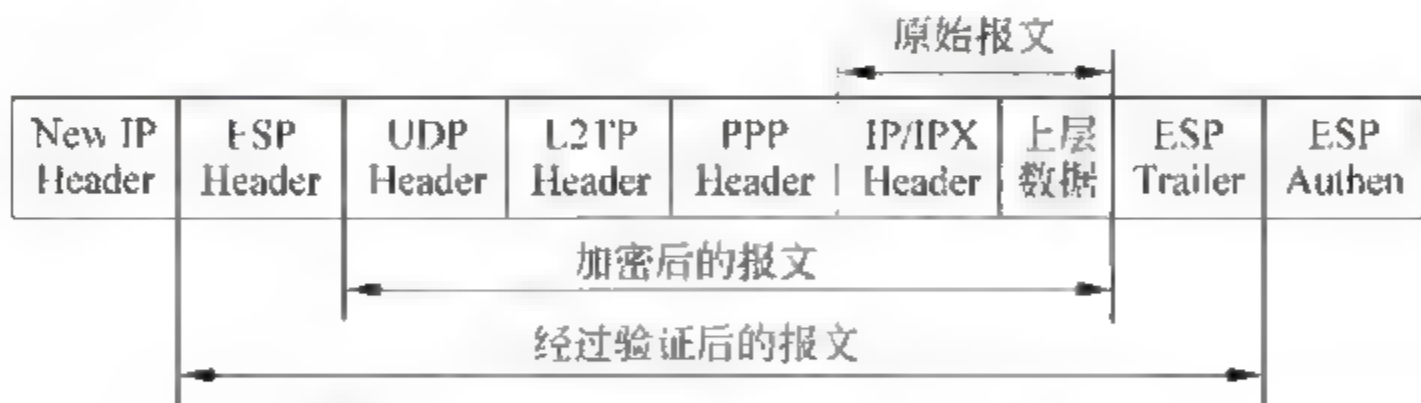 原始报文
New IP Header
ESP Header
UDP Header
L2TP Header
PPP Header
IP/IPX Header
上层数据
ESP Trailer
ESP Authen
加密后的报文
经过验证后的报文